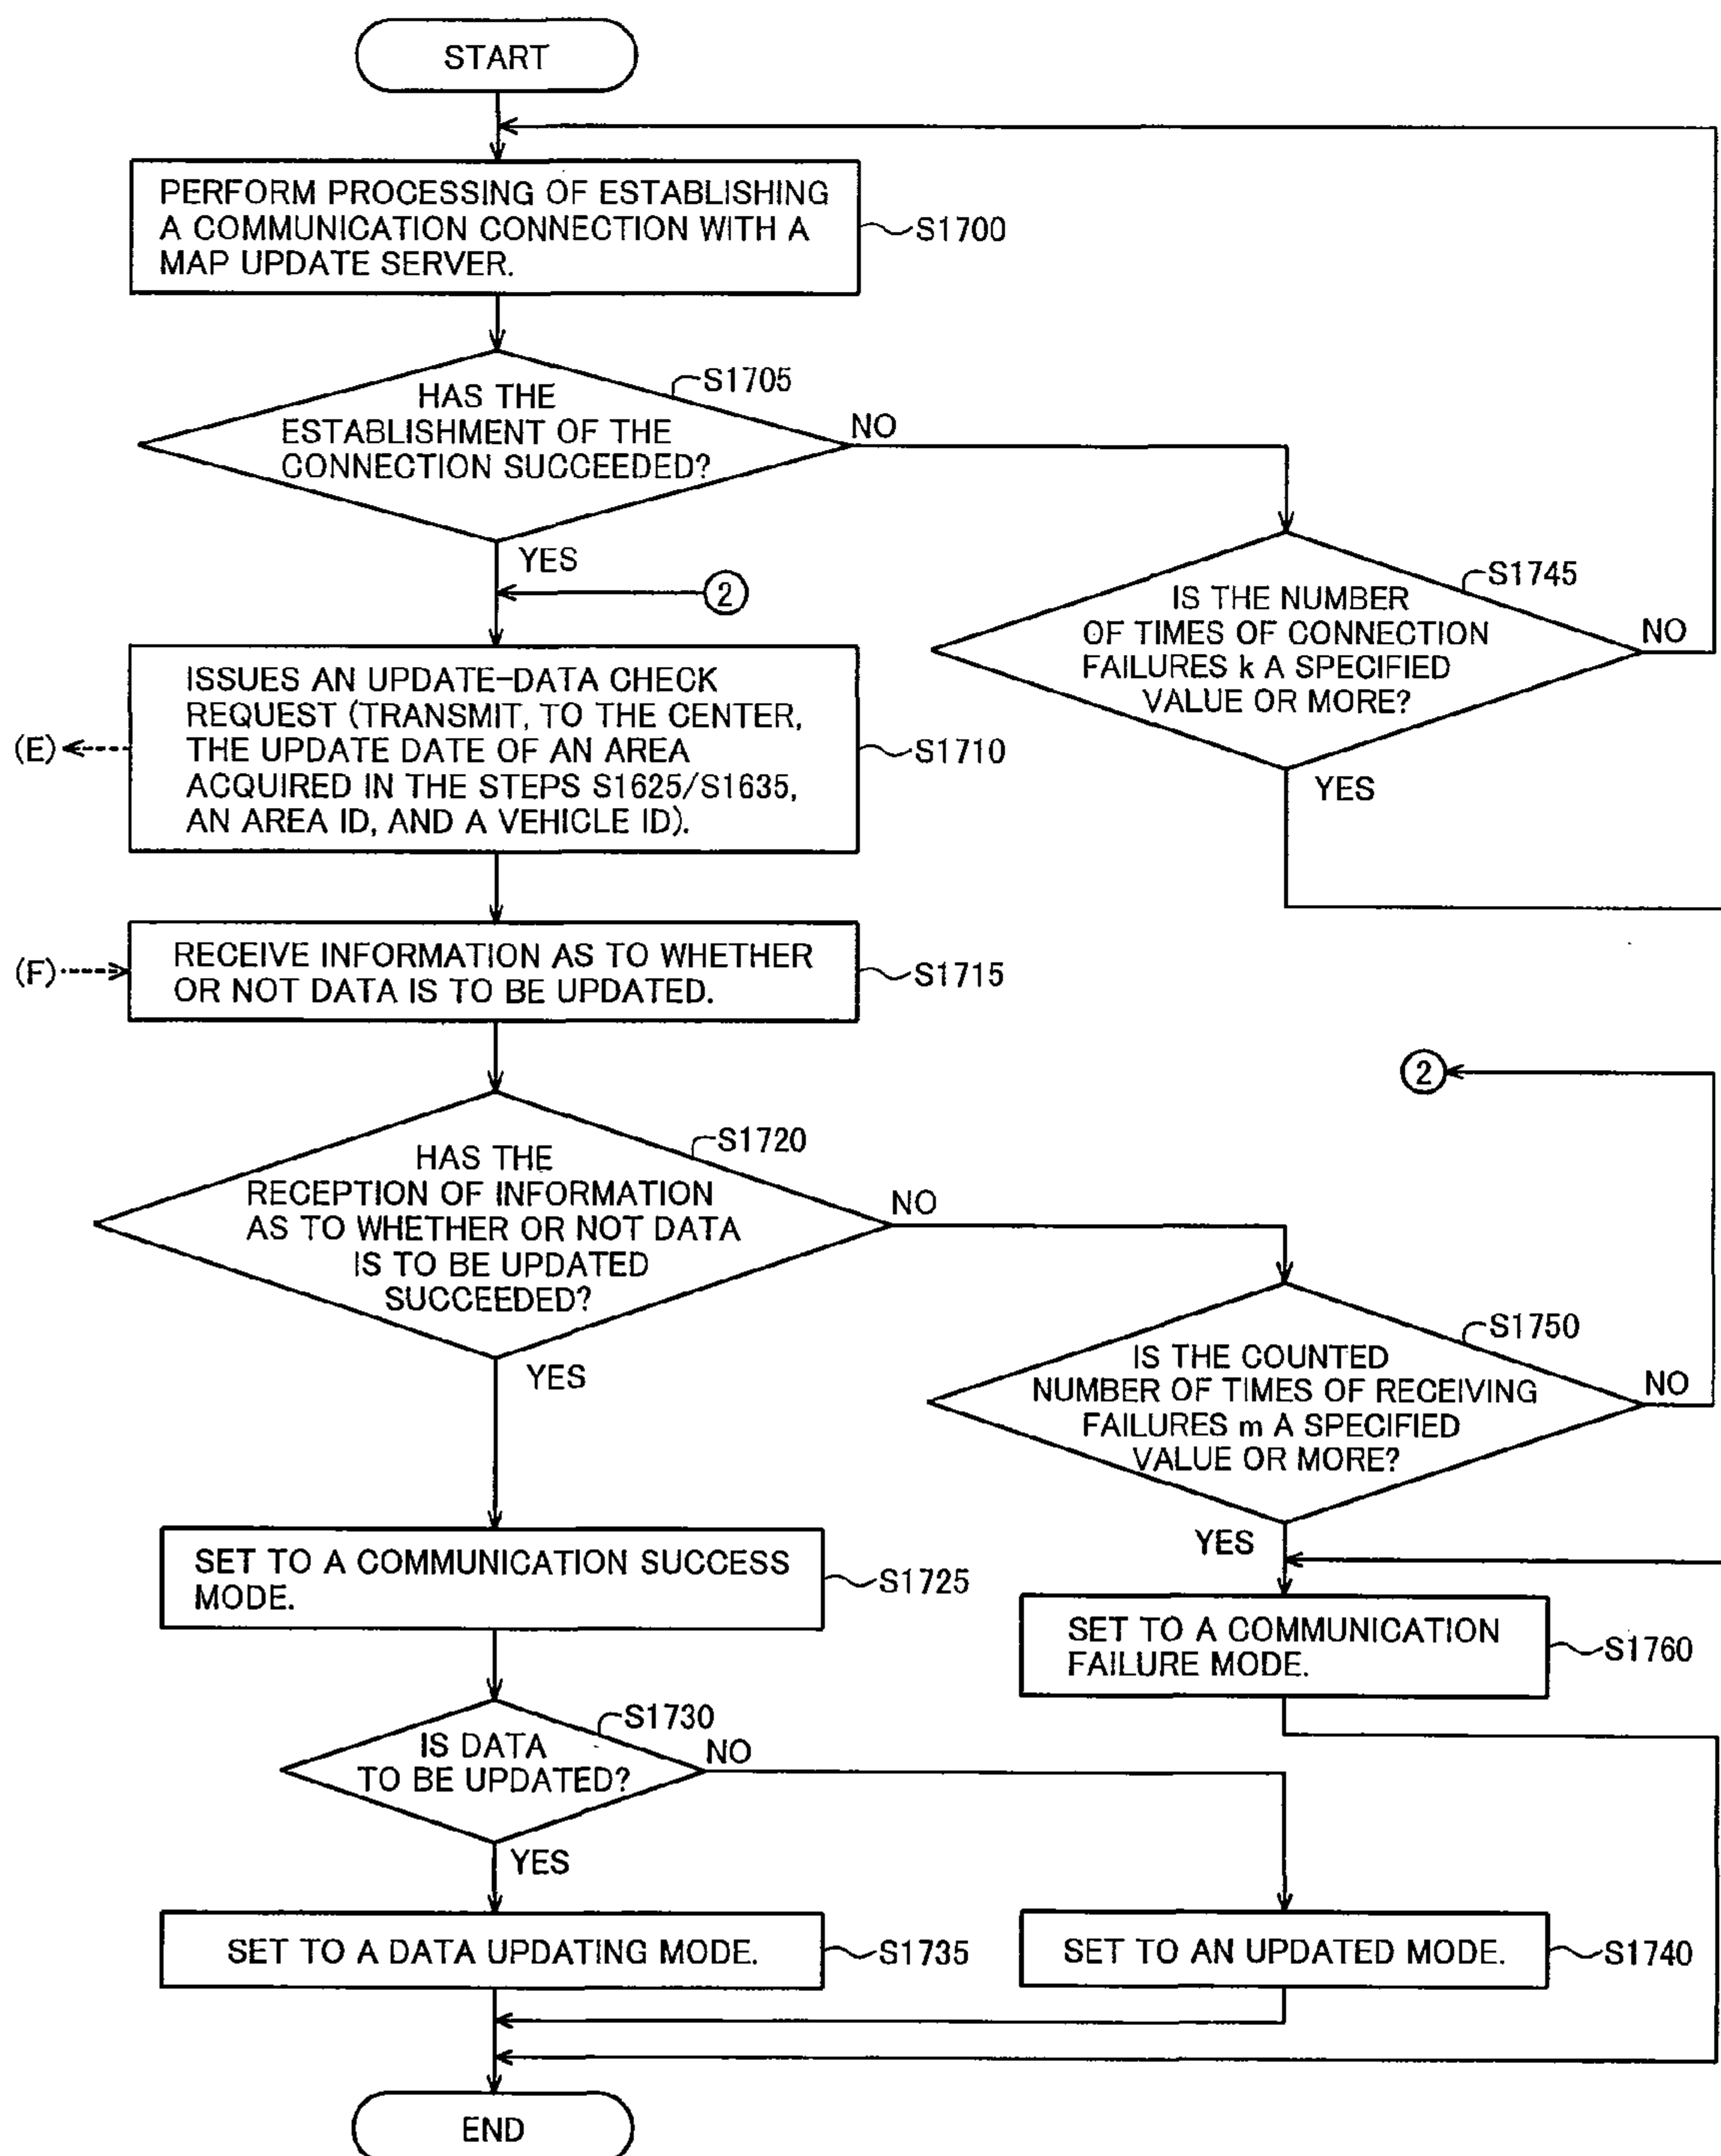 START
PERFORM PROCESSING OF ESTABLISHING
A COMMUNICATION CONNECTION WITH A
MAP UPDATE SERVER.
S1700
HAS THE
ESTABLISHMENT OF THE
CONNECTION SUCCEEDED?
S1705
NO
YES
2
IS THE NUMBER
OF TIMES OF CONNECTION
FAILURES k A SPECIFIED
VALUE OR MORE?
S1745
NO
YES
ISSUES AN UPDATE-DATA CHECK
REQUEST (TRANSMIT, TO THE CENTER,
THE UPDATE DATE OF AN AREA
ACQUIRED IN THE STEPS S1625/S1635,
AN AREA ID, AND A VEHICLE ID).
(E)
S1710
(F)
RECEIVE INFORMATION AS TO WHETHER
OR NOT DATA IS TO BE UPDATED.
S1715
2
HAS THE
RECEPTION OF INFORMATION
AS TO WHETHER OR NOT DATA
IS TO BE UPDATED
SUCCEEDED?
S1720
NO
YES
IS THE COUNTED
NUMBER OF TIMES OF RECEIVING
FAILURES m A SPECIFIED
VALUE OR MORE?
S1750
NO
YES
SET TO A COMMUNICATION SUCCESS
MODE.
S1725
SET TO A COMMUNICATION
FAILURE MODE.
S1760
IS DATA
TO BE UPDATED?
S1730
NO
YES
SET TO A DATA UPDATING MODE.
S1735
SET TO AN UPDATED MODE.
S1740
END